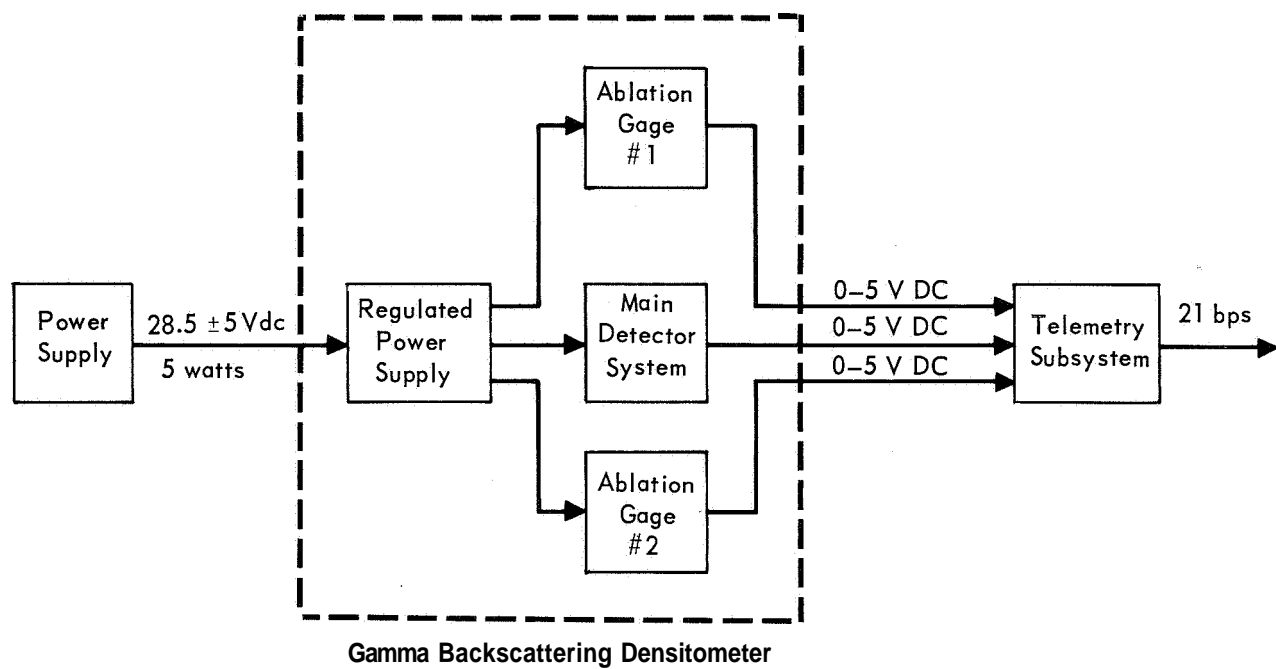 Ablation
Gage
#1
Power
Supply
28.5 ±5 Vdc
5 watts
Regulated
Power
Supply
Main
Detector
System
0–5 V DC
0–5 V DC
0–5 V DC
Telemetry
Subsystem
21 bps
Ablation
Gage
#2
Gamma Backscattering Densitometer